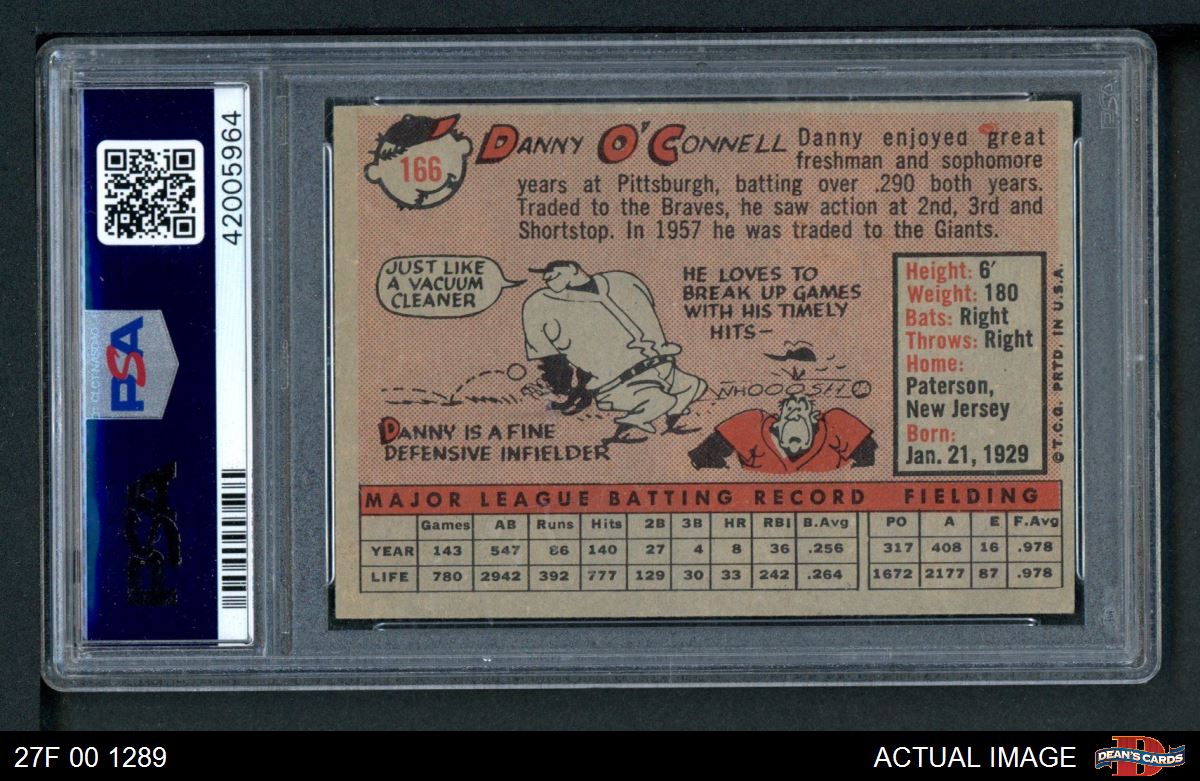 42005964
PSA
PSA
166
DANNY O'CONNELL
Danny enjoyed great
freshman and sophomore
years at Pittsburgh, batting over .290 both years.
Traded to the Braves, he saw action at 2nd, 3rd and
Shortstop. In 1957 he was traded to the Giants.
JUST LIKE
A VACUUM
CLEANER
HE LOVES TO
BREAK UP GAMES
WITH HIS TIMELY
HITS—
WHOOOSH
DANNY IS A FINE
DEFENSIVE INFIELDER
Height: 6'
Weight: 180
Bats: Right
Throws: Right
Home:
Paterson,
New Jersey
Born:
Jan. 21, 1929
©T.C.G. PRTD. IN U.S.A.
MAJOR LEAGUE BATTING RECORD FIELDING
Games AB Runs Hits 2B 3B HR RBI B.Avg PO A E F.Avg
YEAR 143 547 86 140 27 4 8 36 .256 317 408 16 .978
LIFE 780 2942 392 777 129 30 33 242 .264 1672 2177 87 .978
27F 00 1289
ACTUAL IMAGE
DEAN'S CARDS